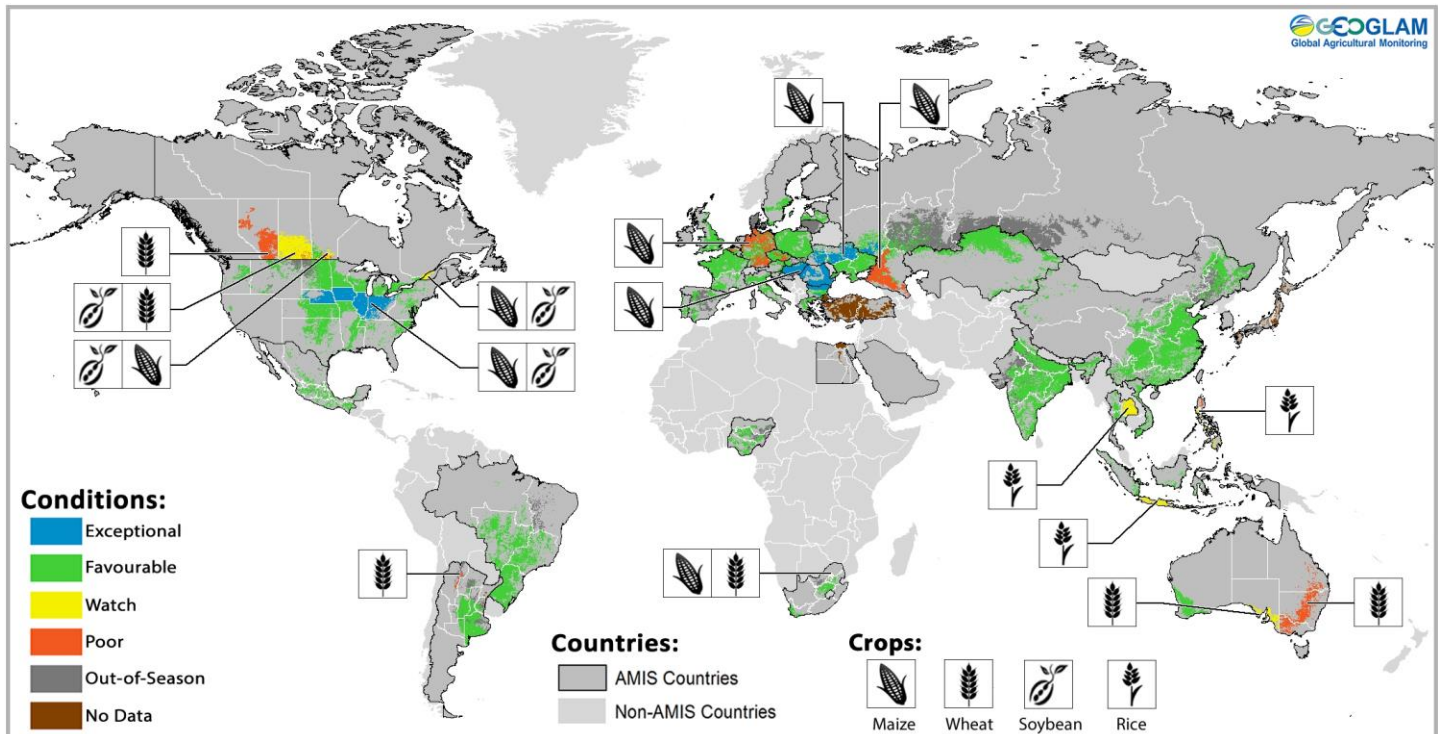 GEOGLAM
Global Agricultural Monitoring
Conditions:
Exceptional
Favourable
Watch
Poor
Out-of-Season
No Data
Countries:
AMIS Countries
Non-AMIS Countries
Crops:
Maize
Wheat
Soybean
Rice